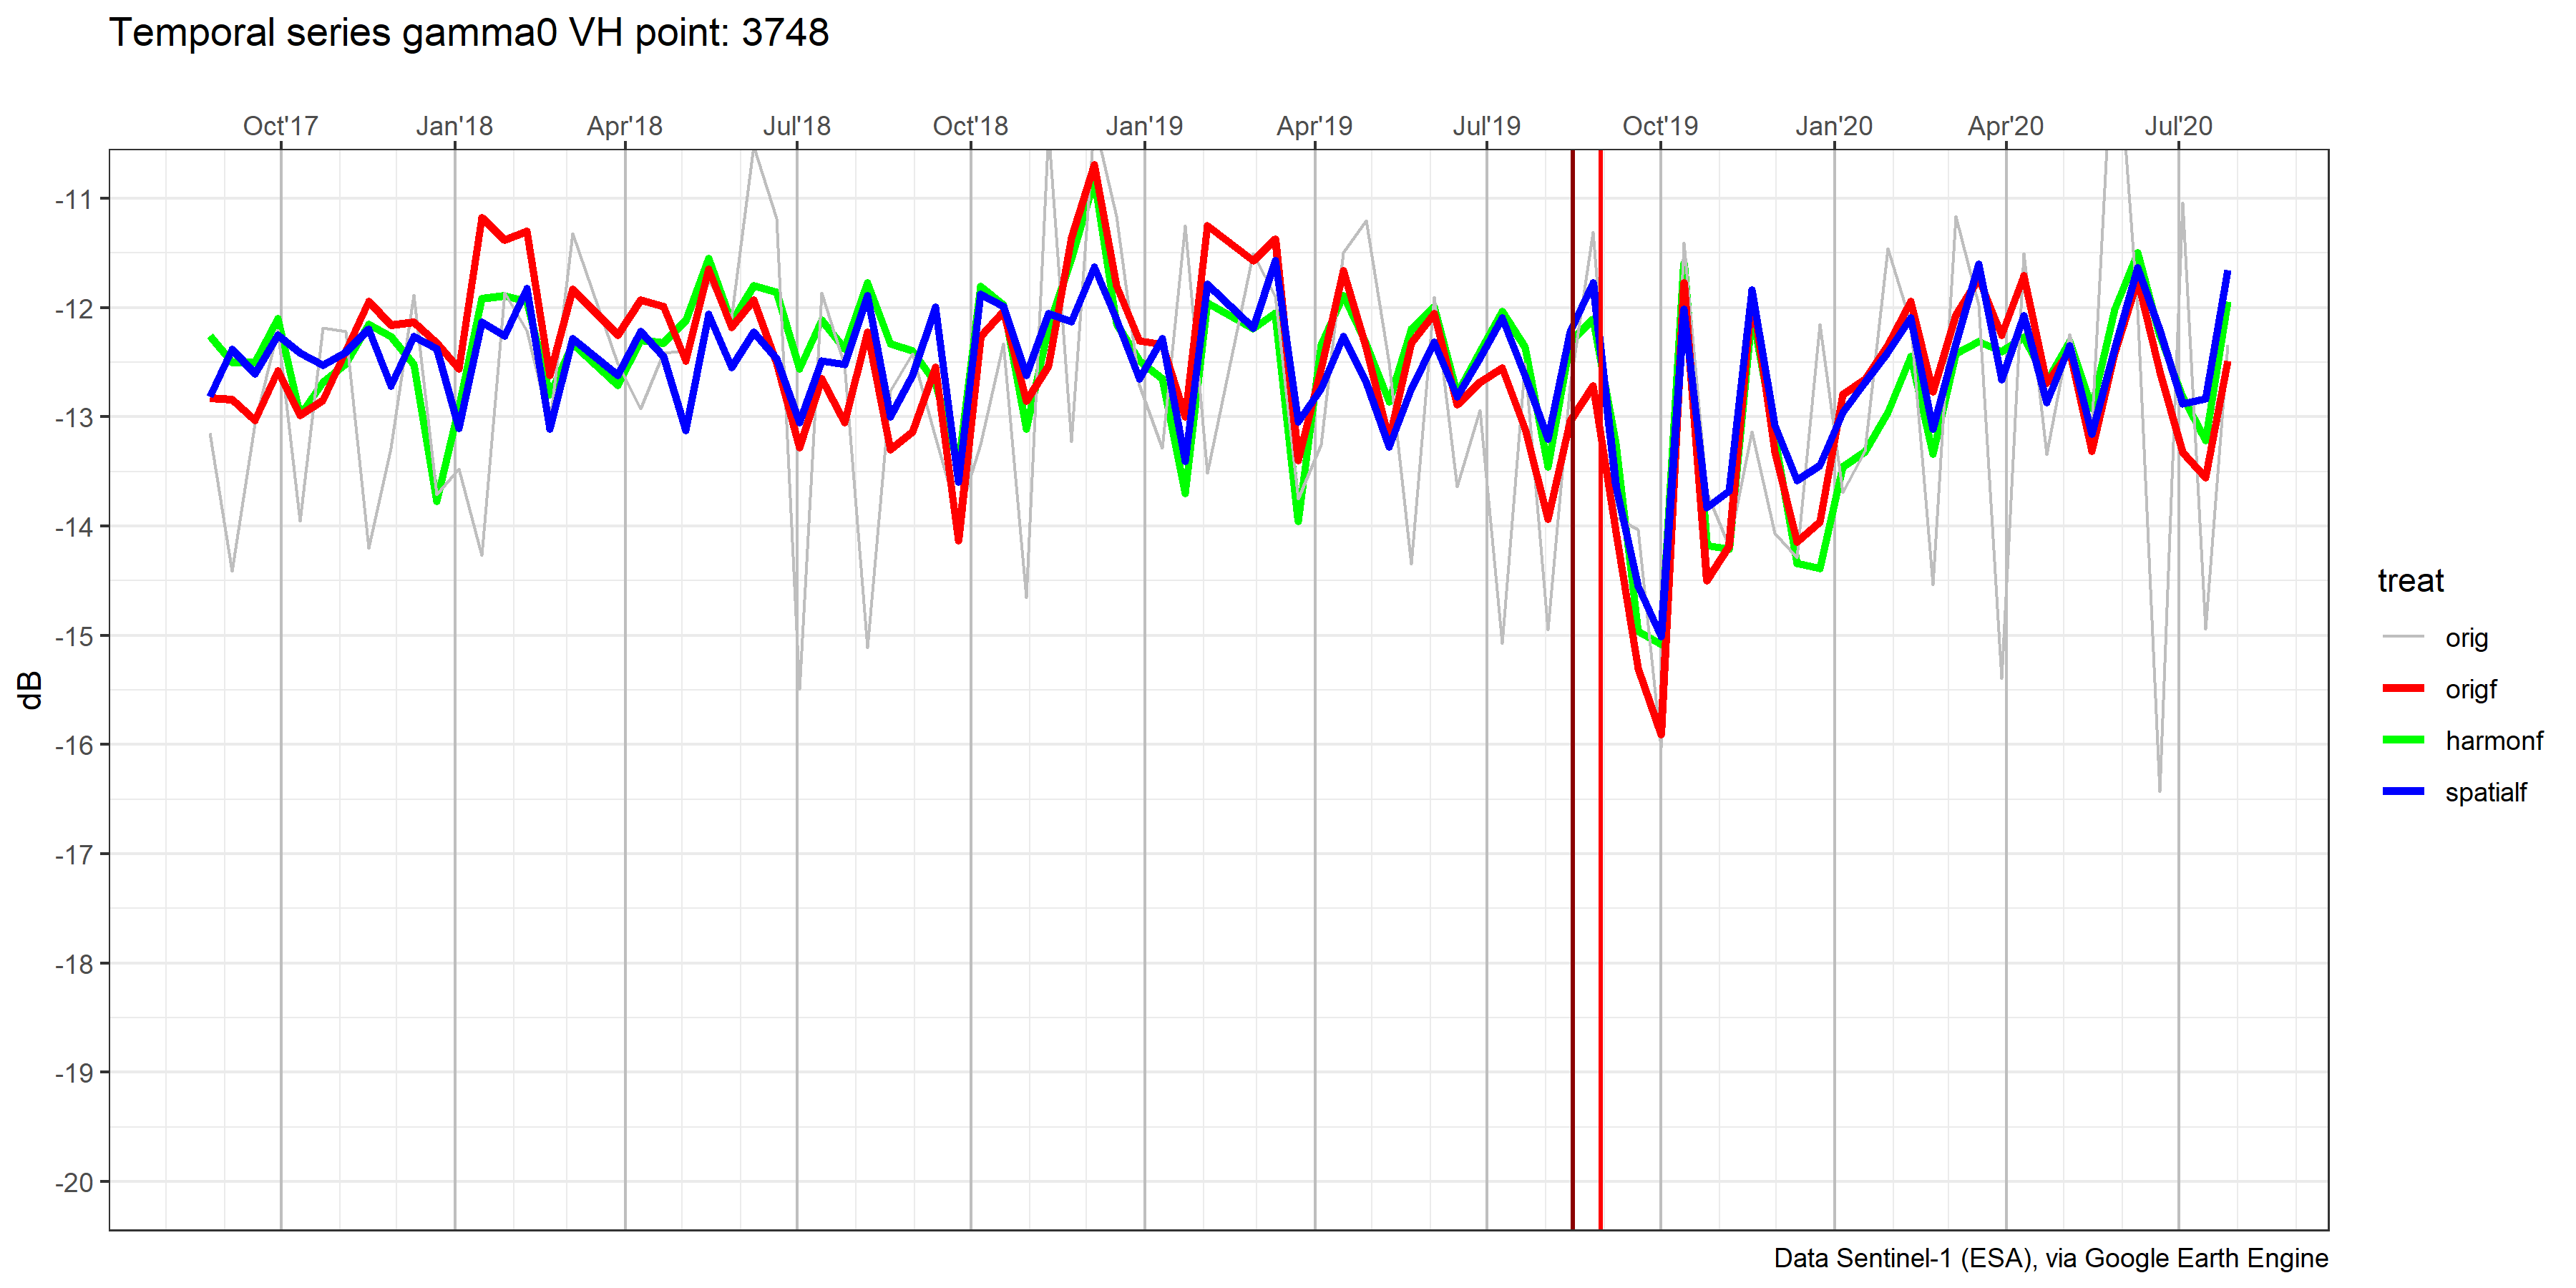 Temporal series gamma0 VH point: 3748
Oct'17 Jan'18 Apr'18 Jul'18 Oct'18 Jan'19 Apr'19 Jul'19 Oct'19 Jan'20 Apr'20 Jul'20
-11
-12
-13
-14
-15
-16
-17
-18
-19
-20
dB
treat
orig
origf
harmonf
spatialf
Data Sentinel-1 (ESA), via Google Earth Engine